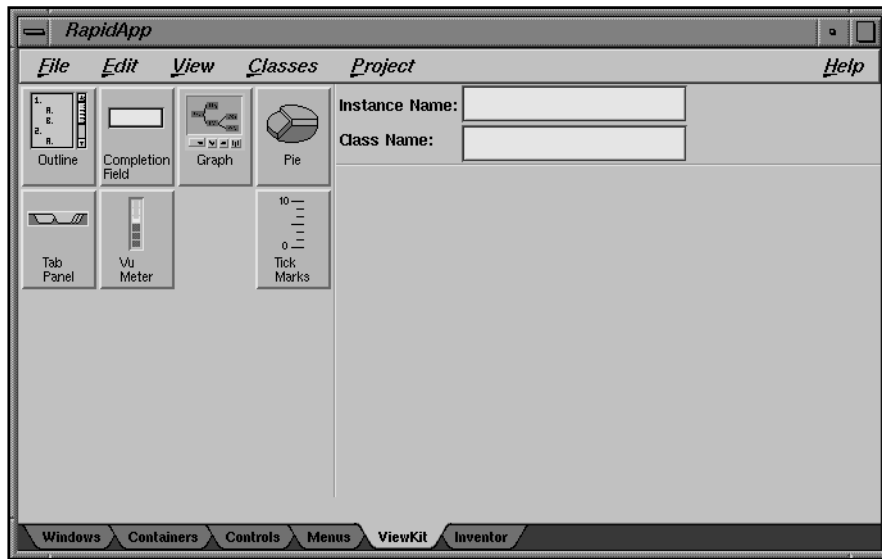 RapidApp
File Edit View Classes Project Help
Instance Name:
Class Name:
Outline
Completion
Field
Graph
Pie
Tab
Panel
Vu
Meter
10
0
Tick
Marks
Windows Containers Controls Menus ViewKit Inventor